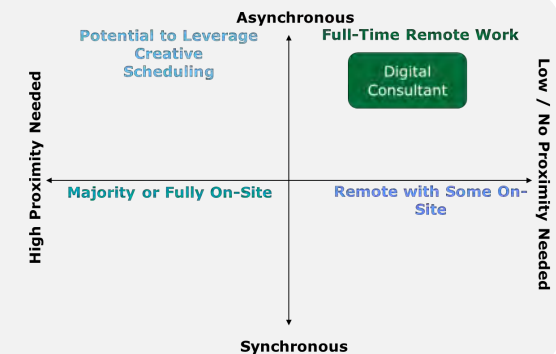 Asynchronous
Potential to Leverage
Creative
Scheduling
Full-Time Remote Work
Digital
Consultant
High Proximity Needed
Low / No Proximity Needed
Majority or Fully On-Site
Remote with Some On-
Site
Synchronous